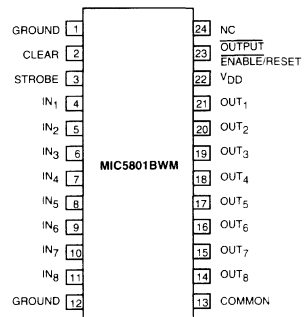 GROUND 1 24 NC
CLEAR 2 23 OUTPUT ENABLE/RESET
STROBE 3 22 VDD
IN1 4 21 OUT1
IN2 5 20 OUT2
IN3 6 19 OUT3
MIC5801BWM
IN4 7 18 OUT4
IN5 8 17 OUT5
IN6 9 16 OUT6
IN7 10 15 OUT7
IN8 11 14 OUT8
GROUND 12 13 COMMON